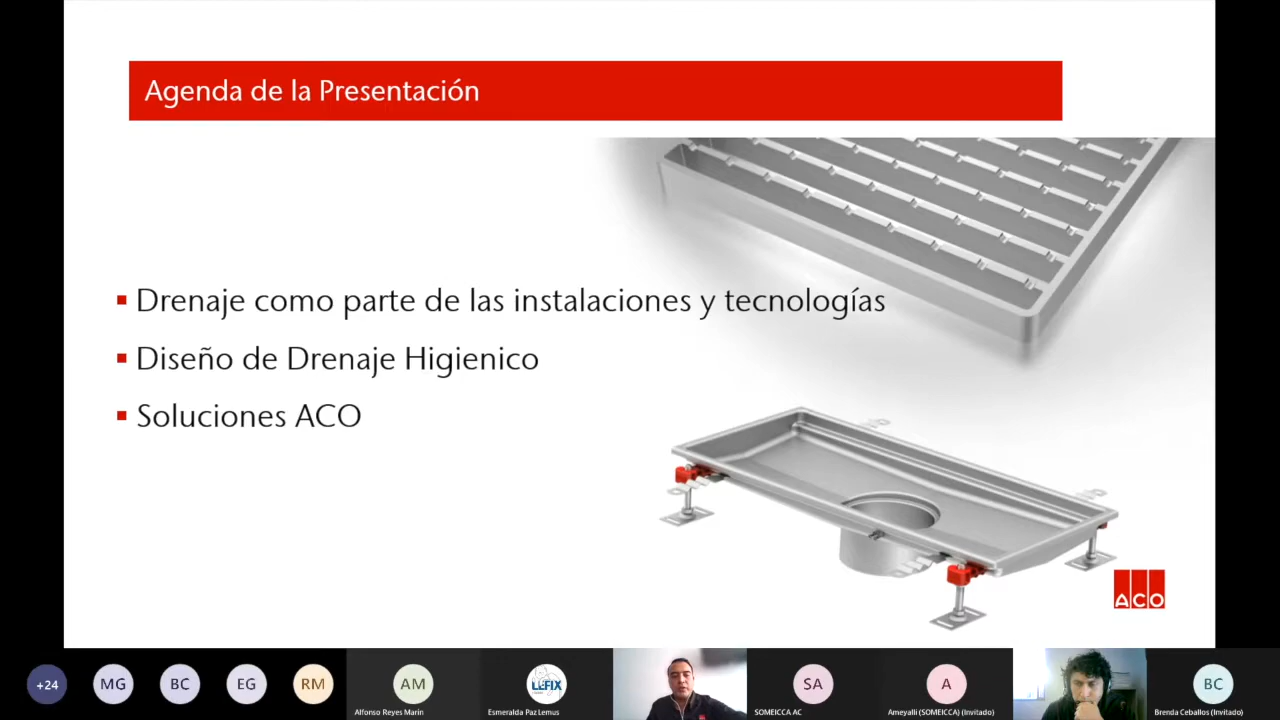 Agenda de la Presentación
Drenaje como parte de las instalaciones y tecnologías
Diseño de Drenaje Higienico
Soluciones ACO
ACO
+24
MG
BC
EG
RM
AM
LEFIX
SA
A
BC
Alfonso Reyes Marin
Esmeralda Paz Lemus
SOMEICCA AC
Ameyalli (SOMEICCA) (Invitado)
Brenda Ceballos (Invitado)